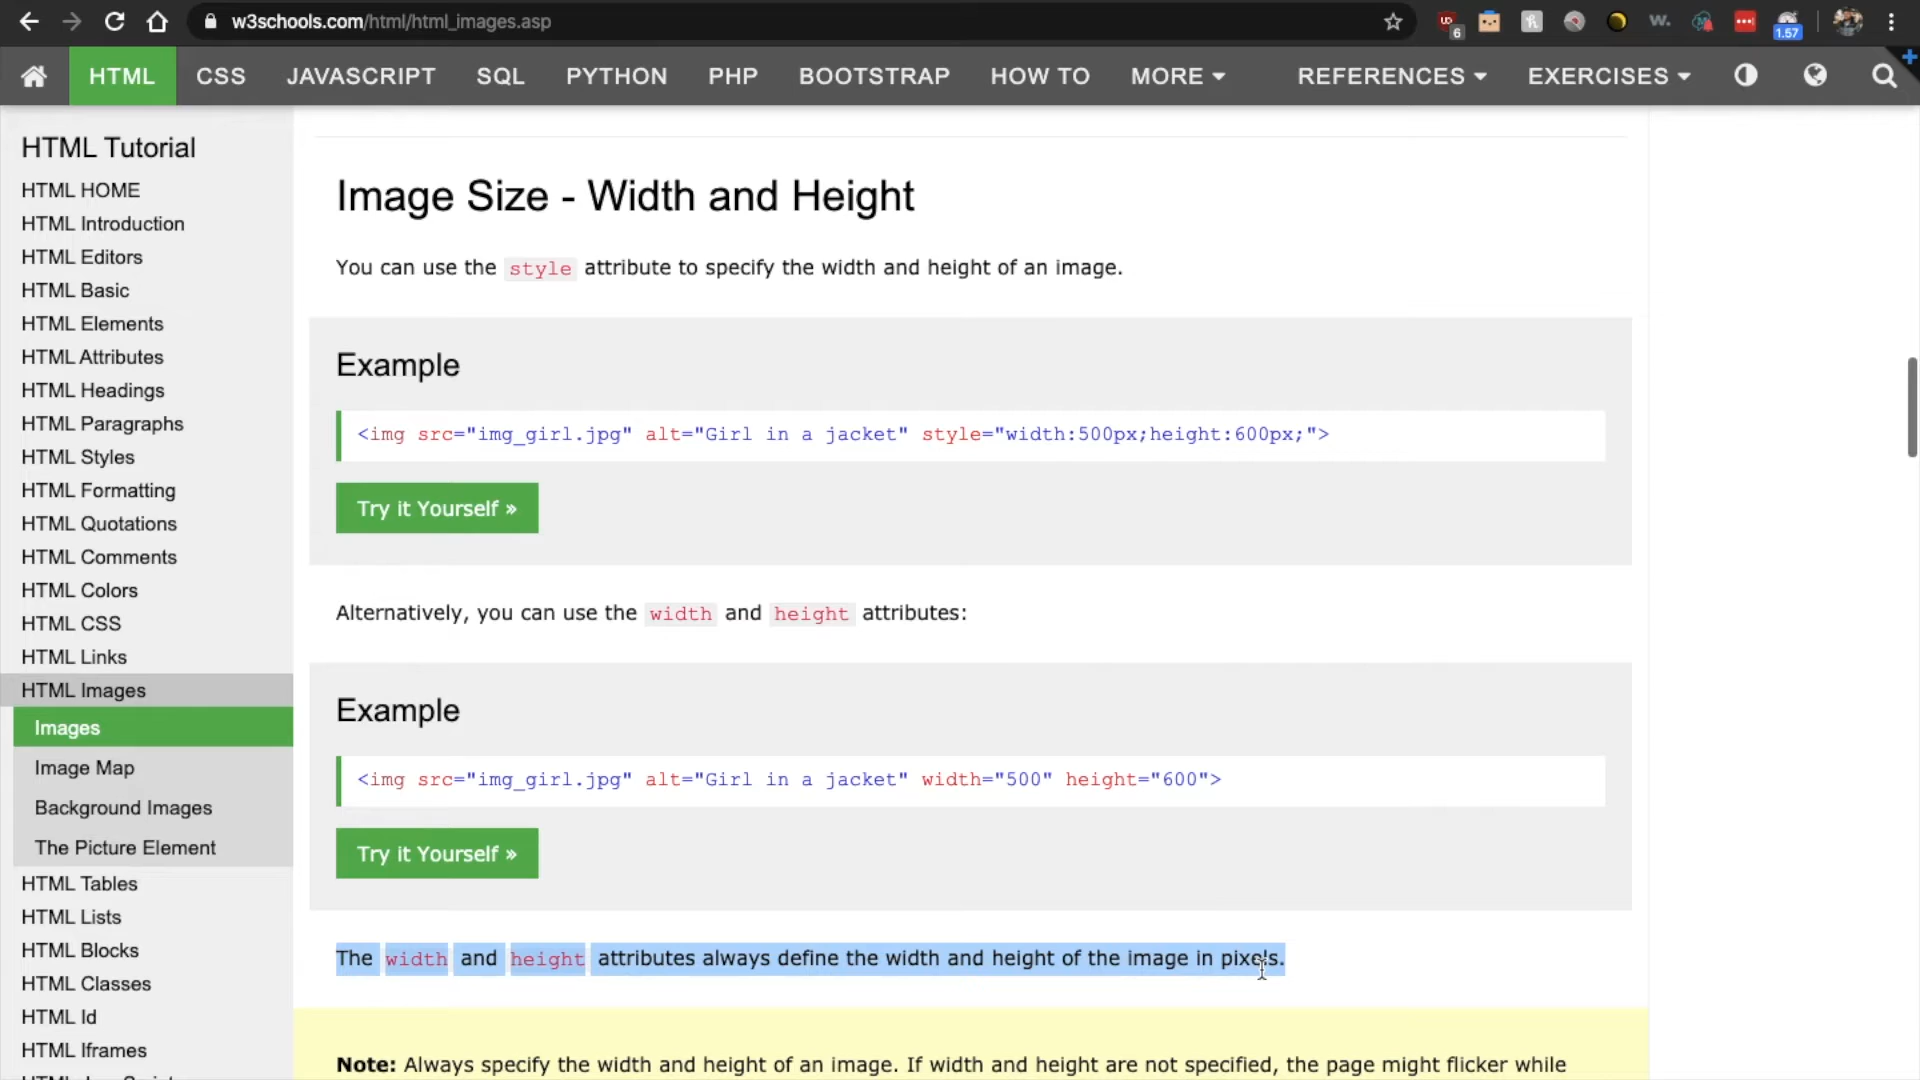 w3schools.com/html/html_images.asp
6
w.
1.57
HTML CSS JAVASCRIPT SQL PYTHON PHP BOOTSTRAP HOW TO MORE REFERENCES EXERCISES
HTML Tutorial
HTML HOME
HTML Introduction
HTML Editors
HTML Basic
HTML Elements
HTML Attributes
HTML Headings
HTML Paragraphs
HTML Styles
HTML Formatting
HTML Quotations
HTML Comments
HTML Colors
HTML CSS
HTML Links
HTML Images
Images
Image Map
Background Images
The Picture Element
HTML Tables
HTML Lists
HTML Blocks
HTML Classes
HTML Id
HTML Iframes
Image Size - Width and Height
You can use the style attribute to specify the width and height of an image.
Example
<img src="img_girl.jpg" alt="Girl in a jacket" style="width:500px;height:600px;">
Try it Yourself »
Alternatively, you can use the width and height attributes:
Example
<img src="img_girl.jpg" alt="Girl in a jacket" width="500" height="600">
Try it Yourself »
The width and height attributes always define the width and height of the image in pixels.
Note: Always specify the width and height of an image. If width and height are not specified, the page might flicker while